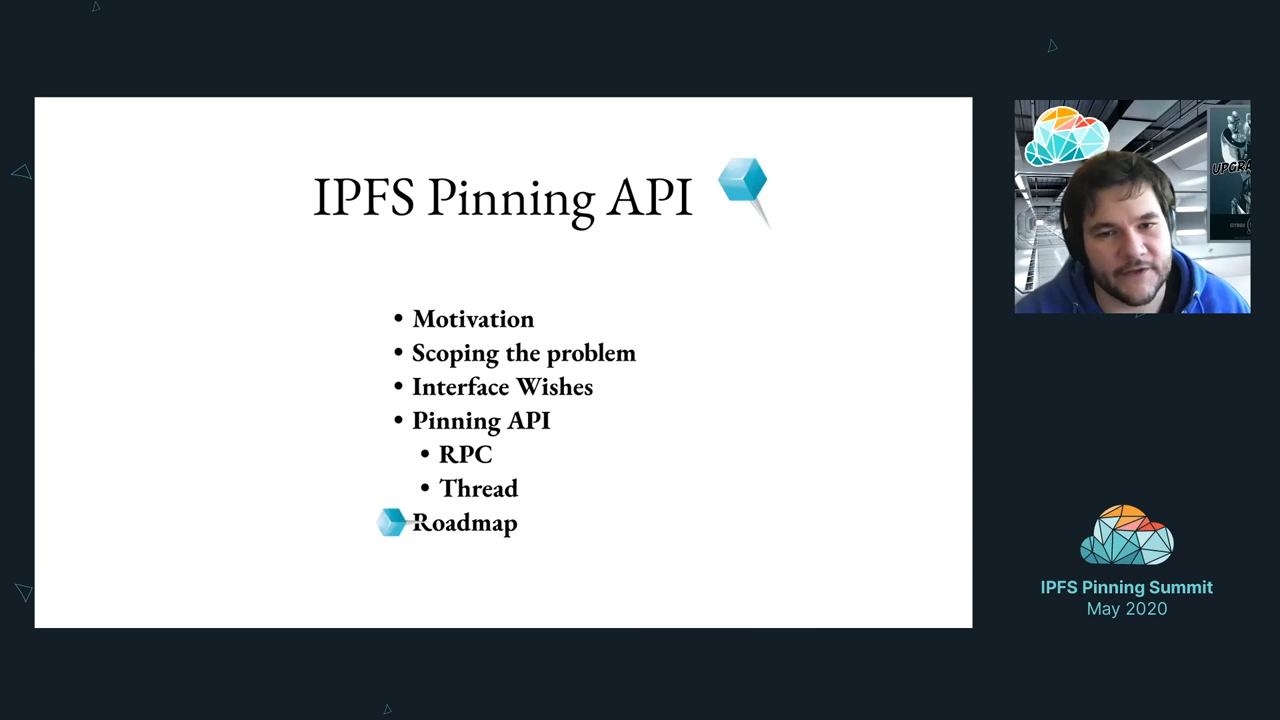 IPFS Pinning API
• Motivation
• Scoping the problem
• Interface Wishes
• Pinning API
• RPC
• Thread
Roadmap
UPGRA
IPFS Pinning Summit
May 2020